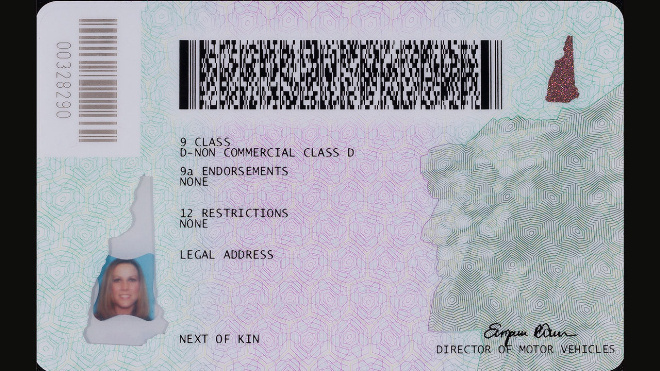 00328290
9 CLASS
D-NON COMMERCIAL CLASS D
9a ENDORSEMENTS
NONE
12 RESTRICTIONS
NONE
LEGAL ADDRESS
NEXT OF KIN
DIRECTOR OF MOTOR VEHICLES